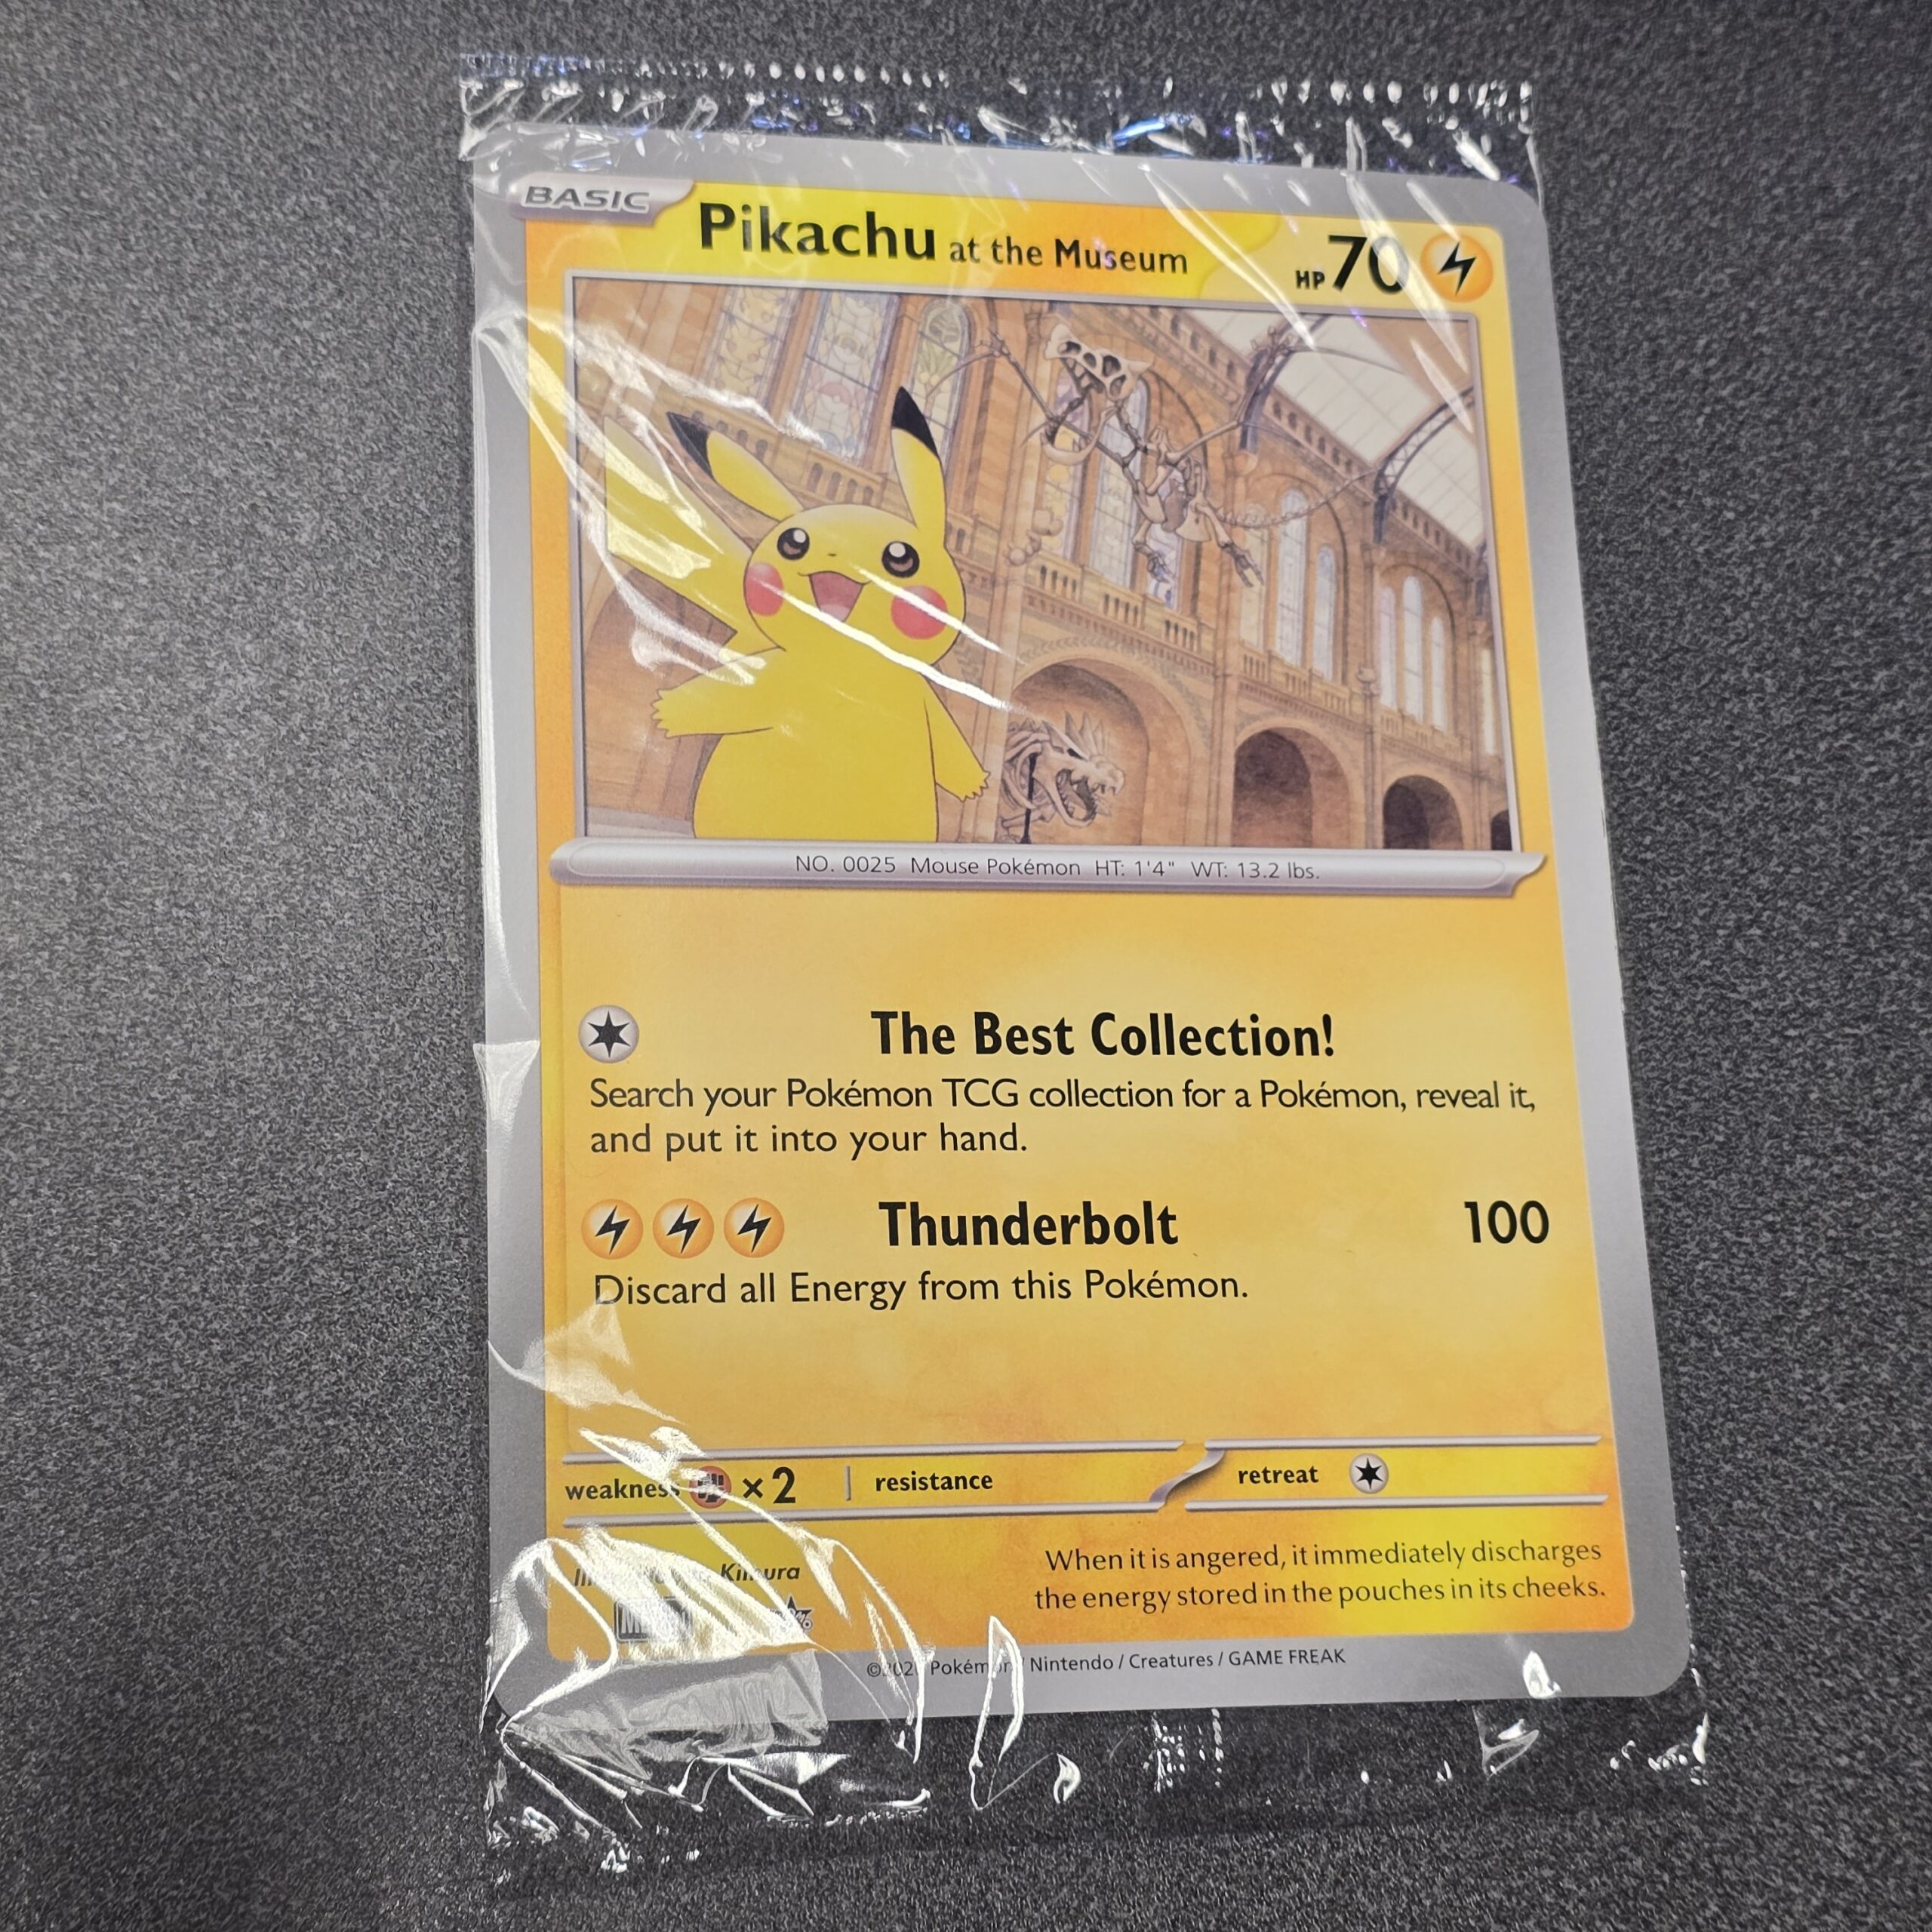 BASIC
Pikachu at the Museum HP 70
NO. 0025 Mouse Pokémon HT: 1'4" WT: 13.2 lbs.
The Best Collection!
Search your Pokémon TCG collection for a Pokémon, reveal it,
and put it into your hand.
Thunderbolt 100
Discard all Energy from this Pokémon.
weakness ×2 resistance retreat
Kimura
When it is angered, it immediately discharges
the energy stored in the pouches in its cheeks.
Pokémon / Nintendo / Creatures / GAME FREAK